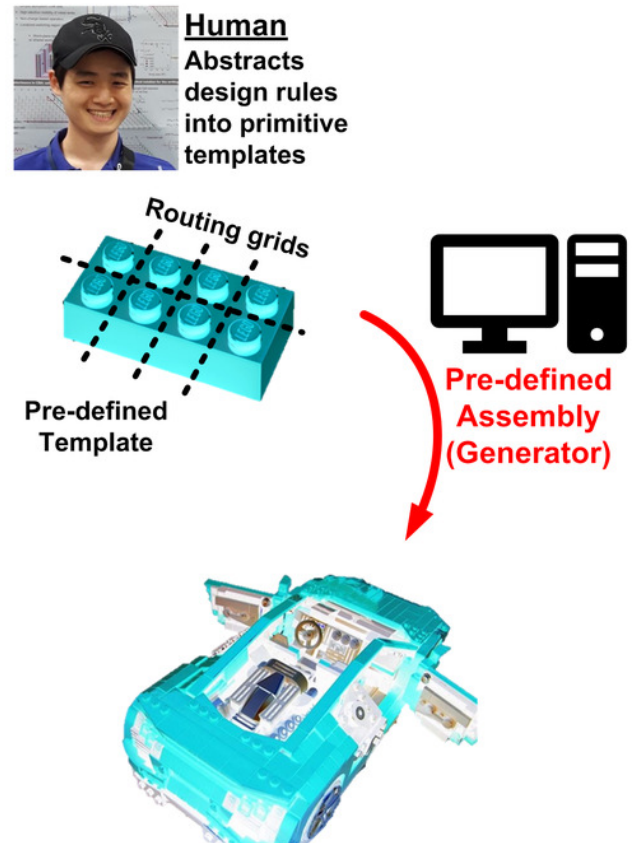 Human
Abstracts
design rules
into primitive
templates
Routing grids
Pre-defined
Template
Pre-defined
Assembly
(Generator)